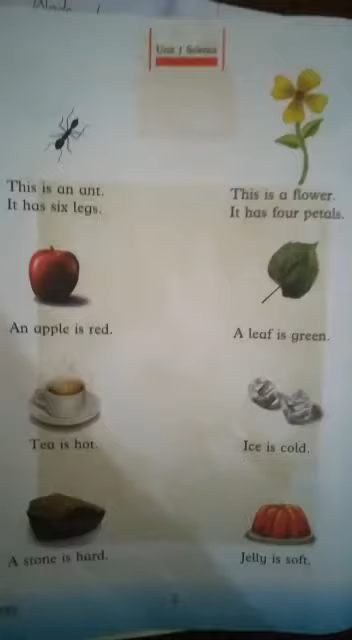 Unit 1 Science
This is an ant.
It has six legs.
This is a flower.
It has four petals.
An apple is red.
A leaf is green.
Tea is hot.
Ice is cold.
A stone is hard.
Jelly is soft.